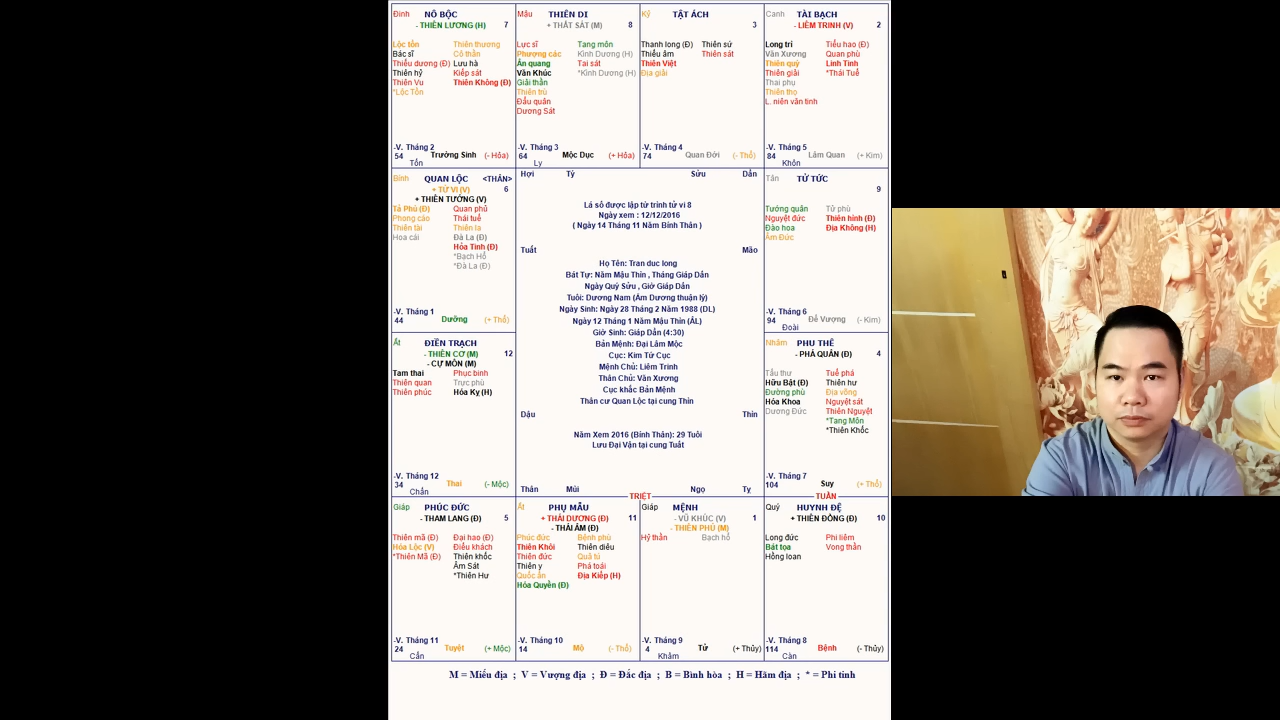 Đinh NÔ BỘC
- THIÊN LƯƠNG (H) 7
Lộc tồn Thiên thương
Bác sĩ Cô thần
Thiếu dương (Đ) Lưu hà
Thiên hỷ Kiếp sát
Thiên Vu Thiên Không (Đ)
*Lộc Tồn
-V. Tháng 2
54 Trường Sinh (- Hỏa)
Tốn
Mậu THIÊN DI
+ THẤT SÁT (M) 8
Lực sĩ Tang môn
Phượng các Kình Dương (H)
Ân quang Tai sát
Văn Khúc *Kình Dương (H)
Giải thần
Thiên trù
Đẩu quân
Dương Sát
-V. Tháng 3
64 Mộc Dục (+ Hỏa)
Ly
Kỷ TẬT ÁCH
3
Thanh long (Đ) Thiên sứ
Thiếu âm Thiên sát
Thiên Việt
Địa giải
-V. Tháng 4
74 Quan Đới (- Thổ)
Canh TÀI BẠCH
- LIÊM TRINH (V) 2
Long trì Tiểu hao (Đ)
Văn Xương Quan phù
Thiên quý Linh Tinh
Thiên giải *Thái Tuế
Thai phụ
Thiên thọ
L. niên văn tinh
-V. Tháng 5
84 Lâm Quan (+ Kim)
Khôn
Bính QUAN LỘC <THÂN>
+ TỬ VI (V) 6
+ THIÊN TƯỚNG (V)
Tả Phù (Đ) Quan phủ
Phong cáo Thái tuế
Thiên tài Thiên la
Hoa cái Đà La (Đ)
Hỏa Tinh (Đ)
*Bạch Hổ
*Đà La (Đ)
-V. Tháng 1
44 Dưỡng (+ Thổ)
Hợi Tý Sửu Dần
Lá số được lập từ trình tử vi 8
Ngày xem : 12/12/2016
( Ngày 14 Tháng 11 Năm Bính Thân )
Tuất Mão
Họ Tên: Tran duc long
Bát Tự: Năm Mậu Thìn , Tháng Giáp Dần
Ngày Quý Sửu , Giờ Giáp Dần
Tuổi: Dương Nam (Âm Dương thuận lý)
Ngày Sinh: Ngày 28 Tháng 2 Năm 1988 (DL)
Ngày 12 Tháng 1 Năm Mậu Thìn (ÂL)
Giờ Sinh: Giáp Dần (4:30)
Bản Mệnh: Đại Lâm Mộc
Cục: Kim Tứ Cục
Mệnh Chủ: Liêm Trinh
Thân Chủ: Văn Xương
Cục khắc Bản Mệnh
Thân cư Quan Lộc tại cung Thìn
Dậu Thìn
Năm Xem 2016 (Bính Thân): 29 Tuổi
Lưu Đại Vận tại cung Tuất
Thân Mùi Ngọ Tỵ
Tân TỬ TỨC
9
Tướng quân Tử phù
Nguyệt đức Thiên hình (Đ)
Đào hoa Địa Không (H)
Âm Đức
-V. Tháng 6
94 Đế Vượng (- Kim)
Đoài
Ất ĐIỀN TRẠCH
- THIÊN CƠ (M) 12
- CỰ MÔN (M)
Tam thai Phục binh
Thiên quan Trực phù
Thiên phúc Hóa Kỵ (H)
-V. Tháng 12
34 Thai (- Mộc)
Chấn
Nhâm PHU THÊ
- PHÁ QUÂN (Đ) 4
Tấu thư Tuế phá
Hữu Bật (Đ) Thiên hư
Đường phù Địa võng
Hóa Khoa Nguyệt sát
Dương Đức Thiên Nguyệt
*Tang Môn
*Thiên Khốc
-V. Tháng 7
104 Suy (+ Thổ)
TRIỆT TUẦN
Giáp PHÚC ĐỨC
- THAM LANG (Đ) 5
Thiên mã (Đ) Đại hao (Đ)
Hóa Lộc (V) Điếu khách
*Thiên Mã (Đ) Thiên khốc
Âm Sát
*Thiên Hư
-V. Tháng 11
24 Tuyệt (+ Mộc)
Cấn
Ất PHỤ MẪU
+ THÁI DƯƠNG (Đ) 11
- THÁI ÂM (Đ)
Phúc đức Bệnh phù
Thiên Khôi Thiên diêu
Thiên đức Quả tú
Thiên y Phá toái
Quốc ấn Địa Kiếp (H)
Hóa Quyền (Đ)
-V. Tháng 10
14 Mộ (- Thổ)
Giáp MỆNH
- VŨ KHÚC (V) 1
- THIÊN PHỦ (M)
Hỷ thần Bạch hổ
-V. Tháng 9
4 Tử (+ Thủy)
Khảm
Quý HUYNH ĐỆ
+ THIÊN ĐỒNG (Đ) 10
Long đức Phi liêm
Bát tọa Vong thần
Hồng loan
-V. Tháng 8
114 Bệnh (- Thủy)
Càn
M = Miếu địa ; V = Vượng địa ; Đ = Đắc địa ; B = Bình hòa ; H = Hãm địa ; * = Phi tinh